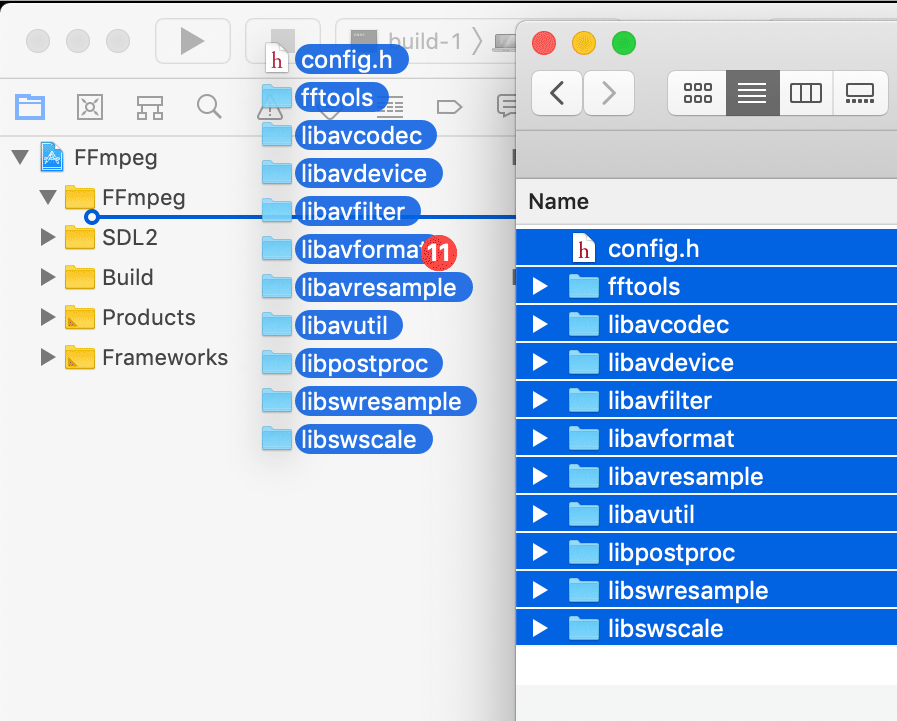 build-1
FFmpeg
FFmpeg
SDL2
Build
Products
Frameworks
h config.h
fftools
libavcodec
libavdevice
libavfilter
libavformat
11
libavresample
libavutil
libpostproc
libswresample
libswscale
Name
h config.h
fftools
libavcodec
libavdevice
libavfilter
libavformat
libavresample
libavutil
libpostproc
libswresample
libswscale